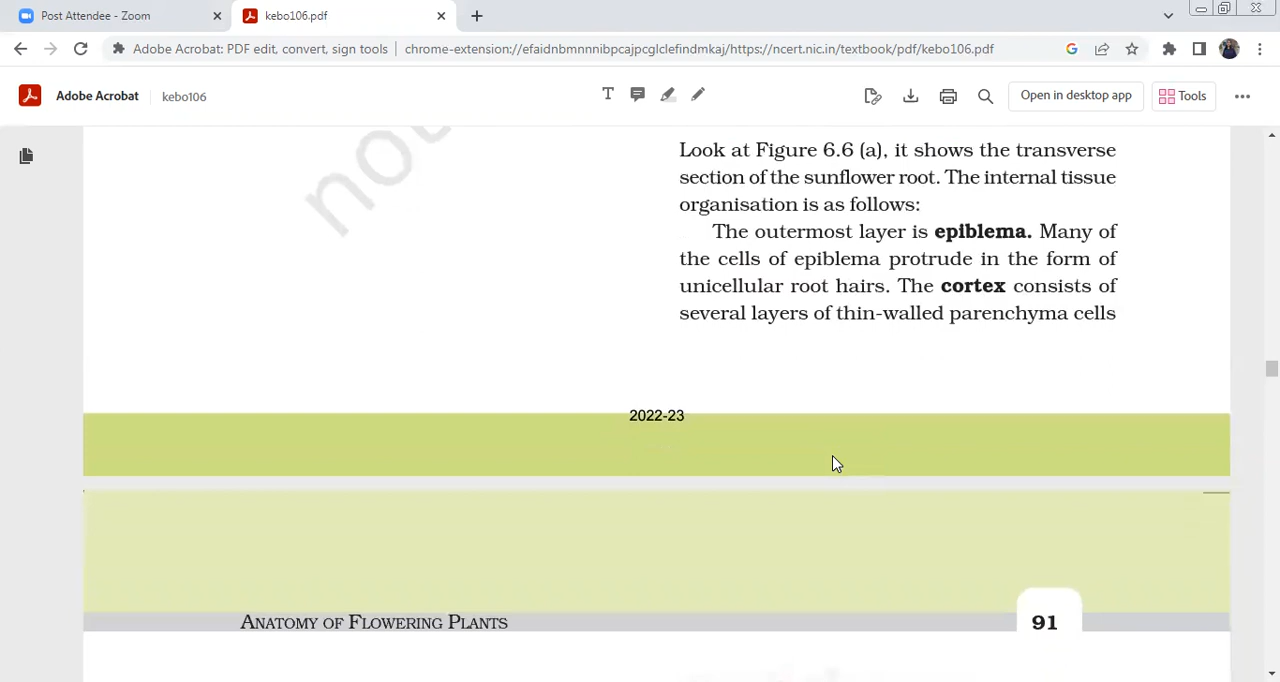 Post Attendee - Zoom
kebo106.pdf
Adobe Acrobat: PDF edit, convert, sign tools
chrome-extension://efaidnbmnnnibpcajpcglclefindmkaj/https://ncert.nic.in/textbook/pdf/kebo106.pdf
Adobe Acrobat
kebo106
Open in desktop app
Tools
not
Look at Figure 6.6 (a), it shows the transverse
section of the sunflower root. The internal tissue
organisation is as follows:
The outermost layer is epiblema. Many of
the cells of epiblema protrude in the form of
unicellular root hairs. The cortex consists of
several layers of thin-walled parenchyma cells
2022-23
ANATOMY OF FLOWERING PLANTS
91